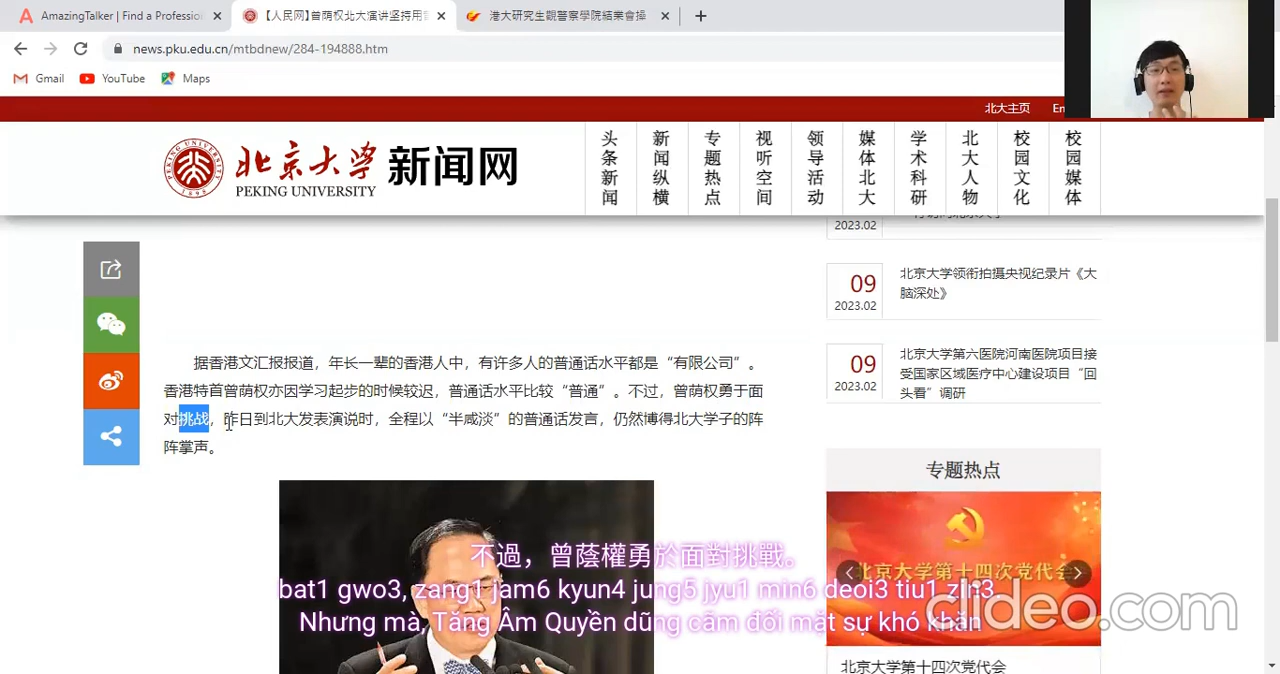 AmazingTalker | Find a Professio
【人民网】曾荫权北大演讲坚持用
港大研究生觀警察學院結業會操
news.pku.edu.cn/mtbdnew/284-194888.htm
Gmail YouTube Maps
北大主页 En
北京大学 新闻网
PEKING UNIVERSITY
1898
头条新闻 新闻纵横 专题热点 视听空间 领导活动 媒体北大 学术科研 北大人物 校园文化 校园媒体
2023.02
09
2023.02
北京大学领衔拍摄央视纪录片《大
脑深处》
09
2023.02
北京大学第六医院河南医院项目接
受国家区域医疗中心建设项目“回
头看”调研
据香港文汇报报道，年长一辈的香港人中，有许多人的普通话水平都是“有限公司”。
香港特首曾荫权亦因学习起步的时候较迟，普通话水平比较“普通”。不过，曾荫权勇于面
对挑战，昨日到北大发表演说时，全程以“半咸淡”的普通话发言，仍然博得北大学子的阵
阵掌声。
专题热点
北京大学第十四次党代会
北京大学第十四次党代会
不過，曾蔭權勇於面對挑戰。
bat1 gwo3, zang1 jam6 kyun4 jung5 jyu1 min6 deoi3 tiu1 zin3.
Nhưng mà, Tăng Âm Quyền dũng cảm đối mặt sự khó khăn
clideo.com